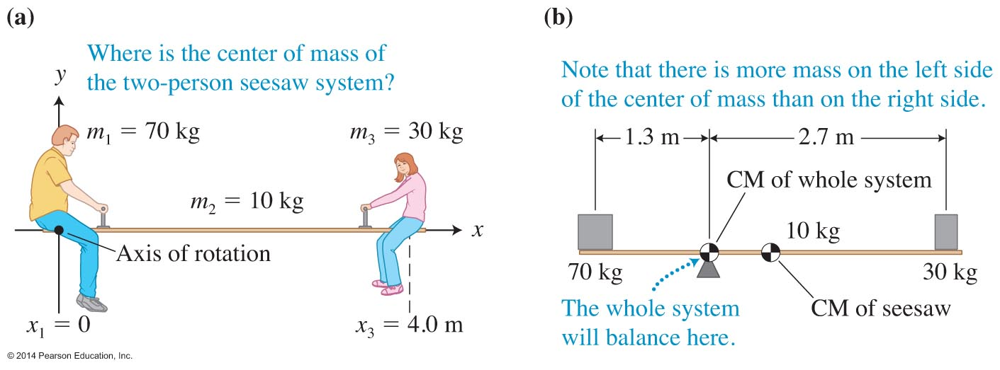 (a)
Where is the center of mass of
the two-person seesaw system?
y
m₁ = 70 kg
m₃ = 30 kg
m₂ = 10 kg
x
Axis of rotation
x₁ = 0
x₃ = 4.0 m
© 2014 Pearson Education, Inc.
(b)
Note that there is more mass on the left side
of the center of mass than on the right side.
1.3 m
2.7 m
CM of whole system
10 kg
70 kg
30 kg
The whole system
will balance here.
CM of seesaw